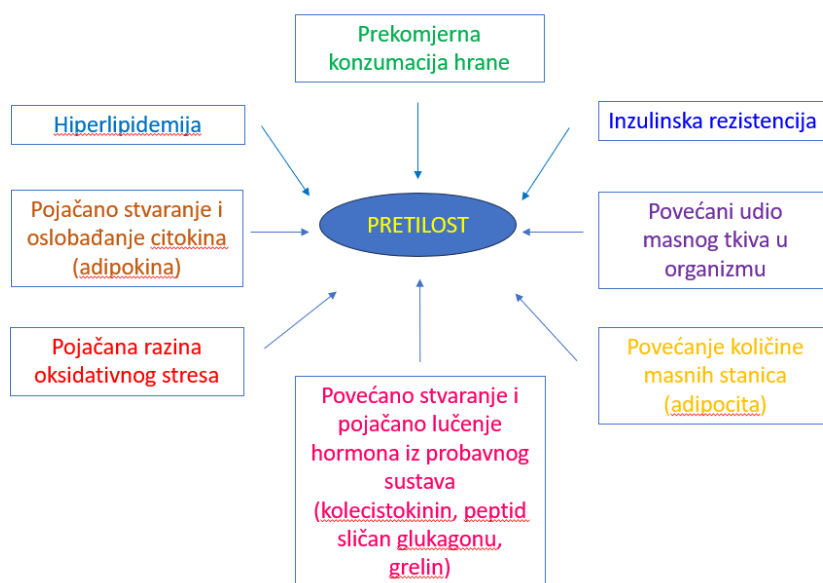 Prekomjerna
konzumacija hrane
Hiperlipidemija
Inzulinska rezistencija
Pojačano stvaranje i
oslobađanje citokina
(adipokina)
PRETILOST
Povećani udio
masnog tkiva u
organizmu
Pojačana razina
oksidativnog stresa
Povećano stvaranje i
pojačano lučenje
hormona iz probavnog
sustava
(kolecistokinin, peptid
sličan glukagonu,
grelin)
Povećanje količine
masnih stanica
(adipocita)